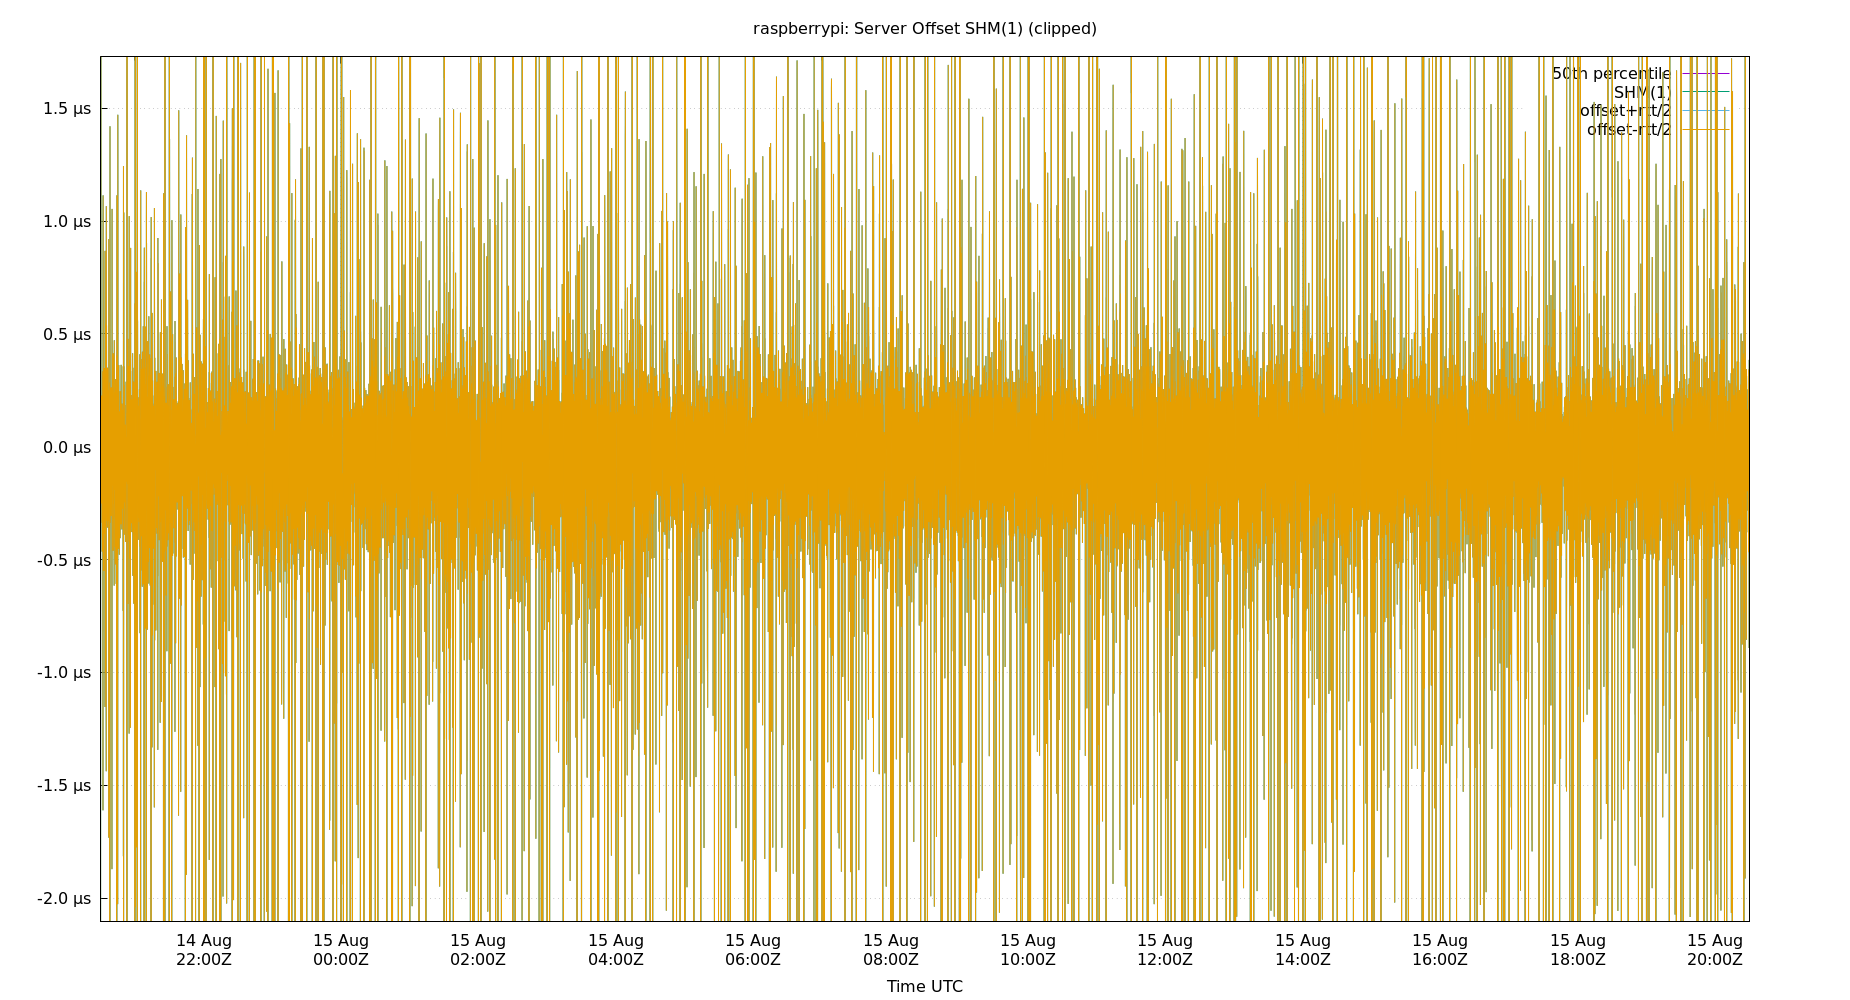 raspberrypi: Server Offset SHM(1) (clipped)
50th percentile
SHM(1)
offset+rtt/2
offset-rtt/2
1.5 µs
1.0 µs
0.5 µs
0.0 µs
-0.5 µs
-1.0 µs
-1.5 µs
-2.0 µs
14 Aug 15 Aug 15 Aug 15 Aug 15 Aug 15 Aug 15 Aug 15 Aug 15 Aug 15 Aug 15 Aug 15 Aug
22:00Z 00:00Z 02:00Z 04:00Z 06:00Z 08:00Z 10:00Z 12:00Z 14:00Z 16:00Z 18:00Z 20:00Z
Time UTC